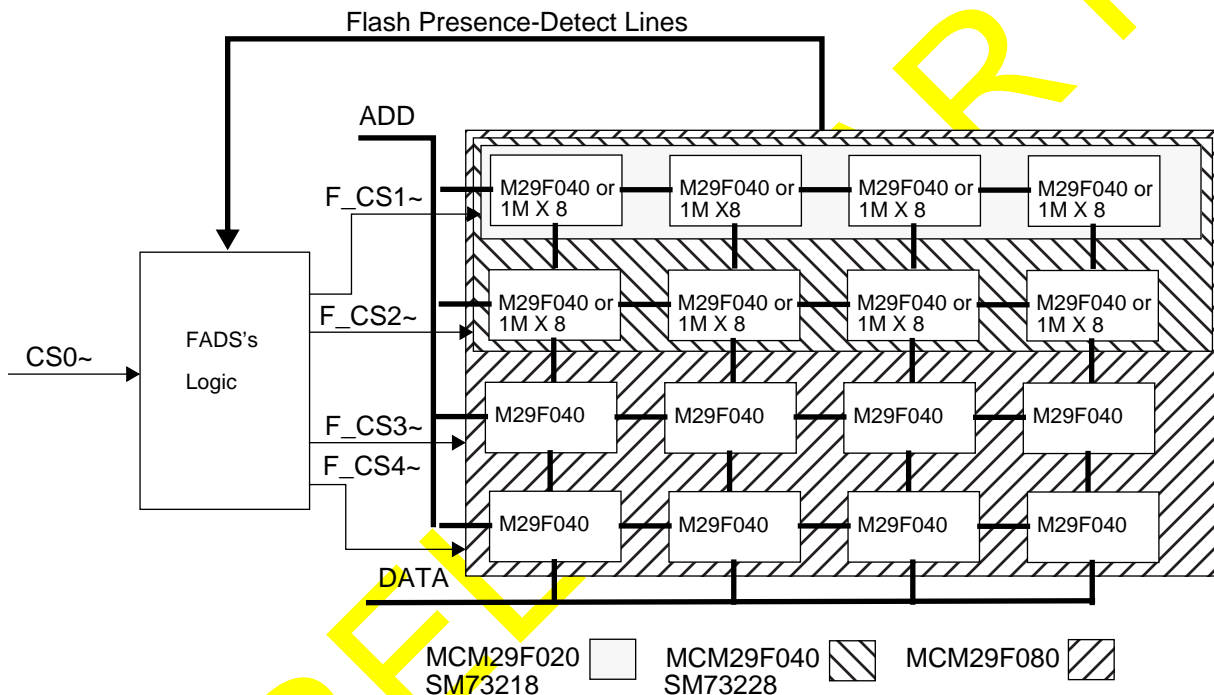 Flash Presence-Detect Lines
ADD
F_CS1~
M29F040 or
1M X 8
M29F040 or
1M X8
M29F040 or
1M X 8
M29F040 or
1M X 8
F_CS2~
M29F040 or
1M X 8
M29F040 or
1M X 8
M29F040 or
1M X 8
M29F040 or
1M X 8
CS0~
FADS's
Logic
F_CS3~
M29F040
M29F040
M29F040
M29F040
F_CS4~
M29F040
M29F040
M29F040
M29F040
DATA
MCM29F020
SM73218
MCM29F040
SM73228
MCM29F080